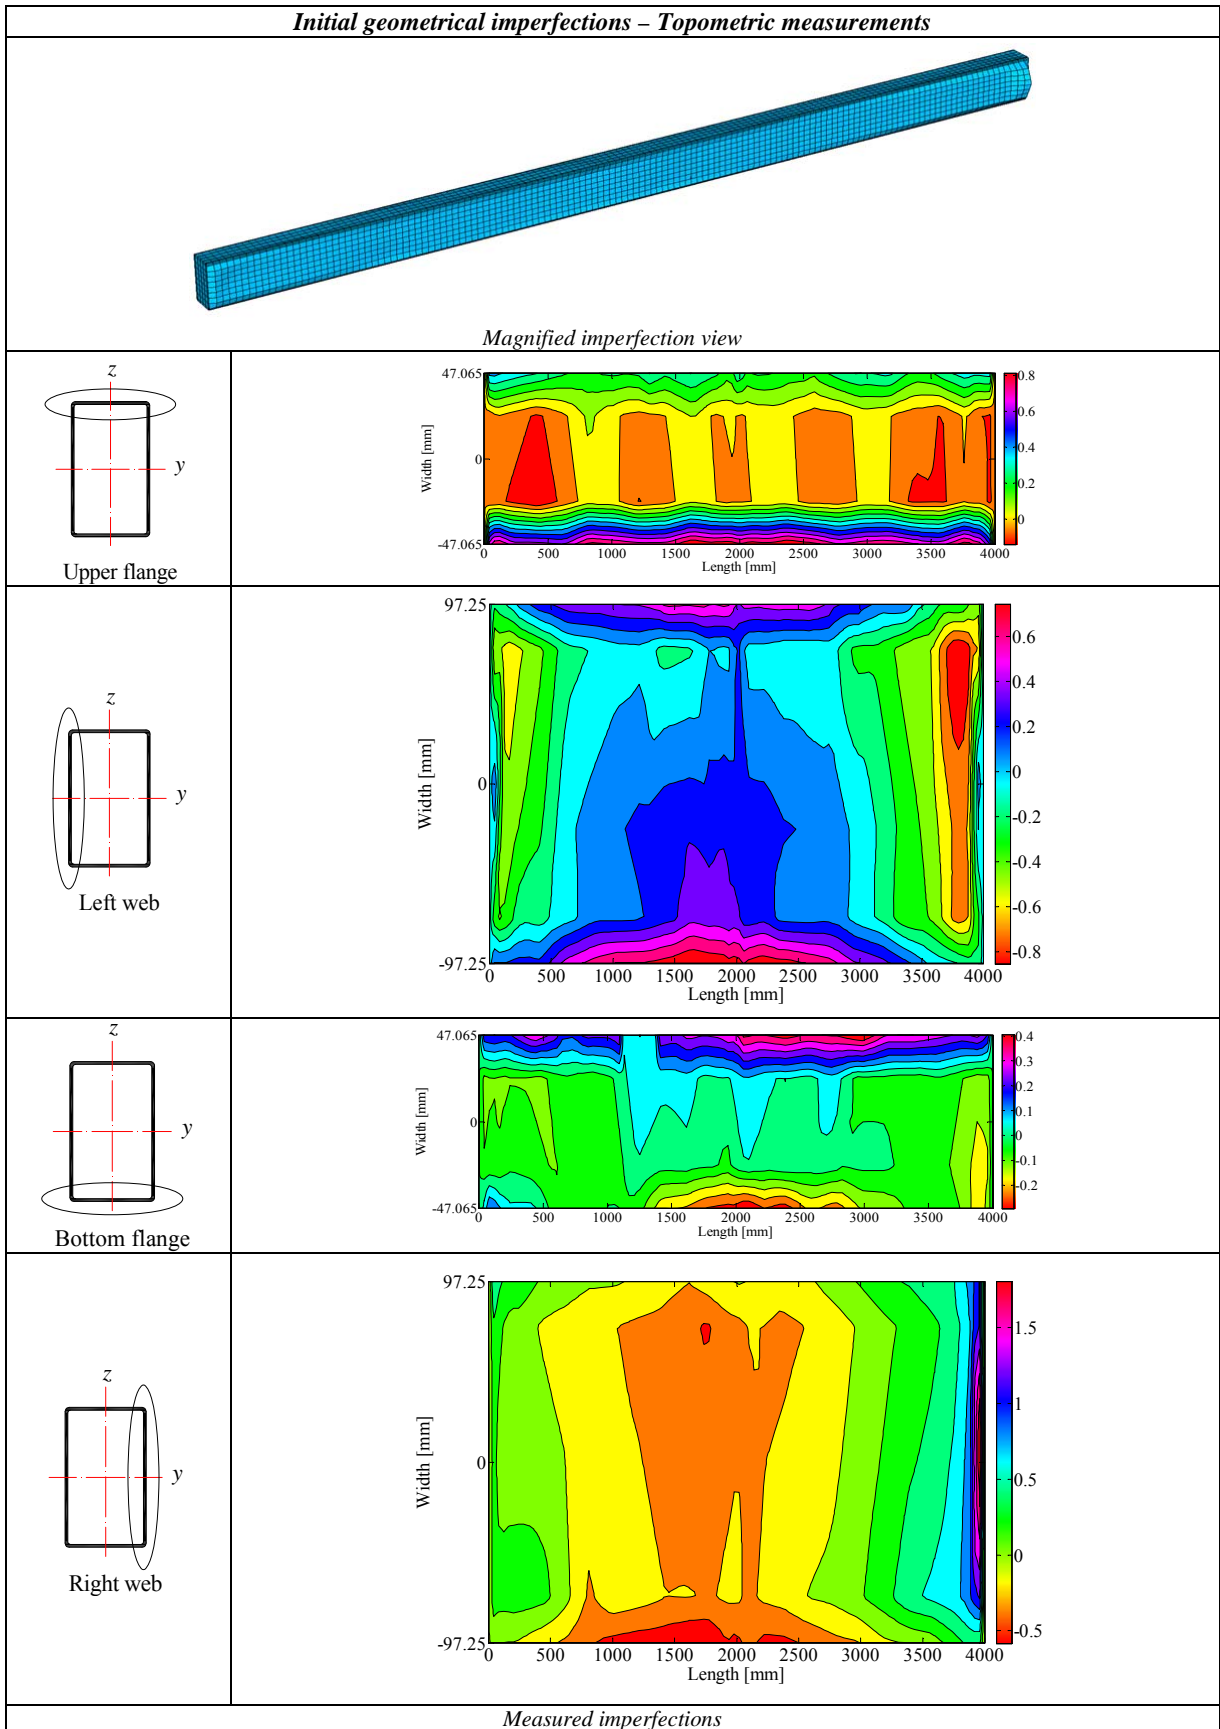 Initial geometrical imperfections – Topometric measurements
Magnified imperfection view
z
y
Upper flange
47.065
0
-47.065
Width [mm]
0 500 1000 1500 2000 2500 3000 3500 4000
Length [mm]
0.8
0.6
0.4
0.2
0
z
y
Left web
97.25
0
-97.25
Width [mm]
0 500 1000 1500 2000 2500 3000 3500 4000
Length [mm]
0.6
0.4
0.2
0
-0.2
-0.4
-0.6
-0.8
z
y
Bottom flange
47.065
0
-47.065
Width [mm]
0 500 1000 1500 2000 2500 3000 3500 4000
Length [mm]
0.4
0.3
0.2
0.1
0
-0.1
-0.2
z
y
Right web
97.25
0
-97.25
Width [mm]
0 500 1000 1500 2000 2500 3000 3500 4000
Length [mm]
1.5
1
0.5
0
-0.5
Measured imperfections